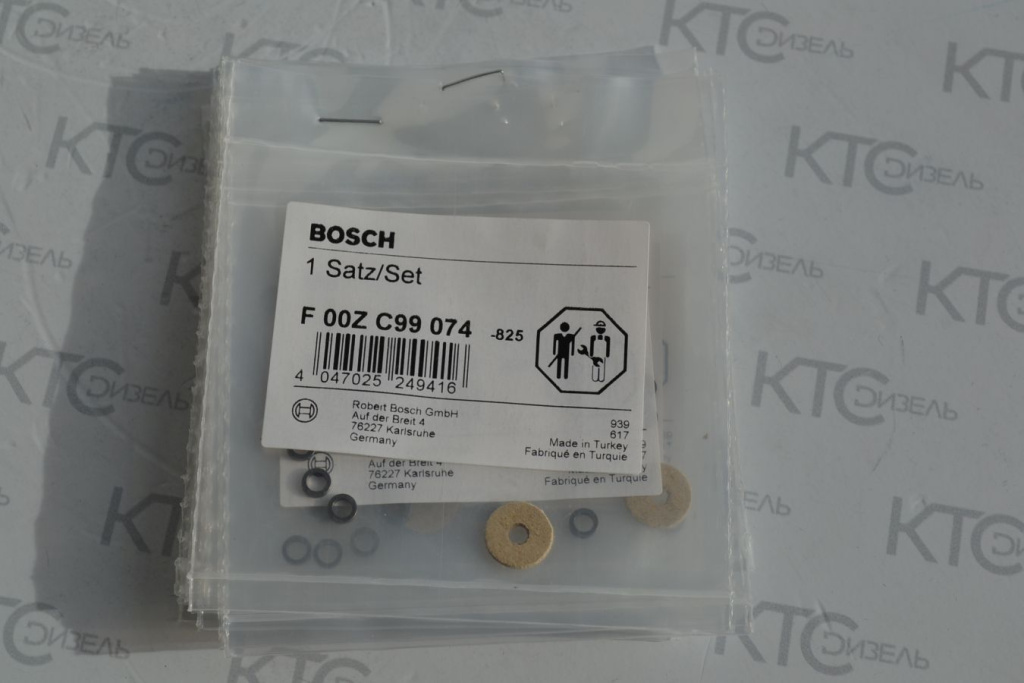 BOSCH
1 Satz/Set
F 00Z C99 074 -825
4 047025 249416
Robert Bosch GmbH
Auf der Breit 4
76227 Karlsruhe
Germany
939
617
Made in Turkey
Fabriqué en Turquie
Auf der Breit 4
76227 Karlsruhe
Germany
Fabriqué en Turquie
КТС
Дизель